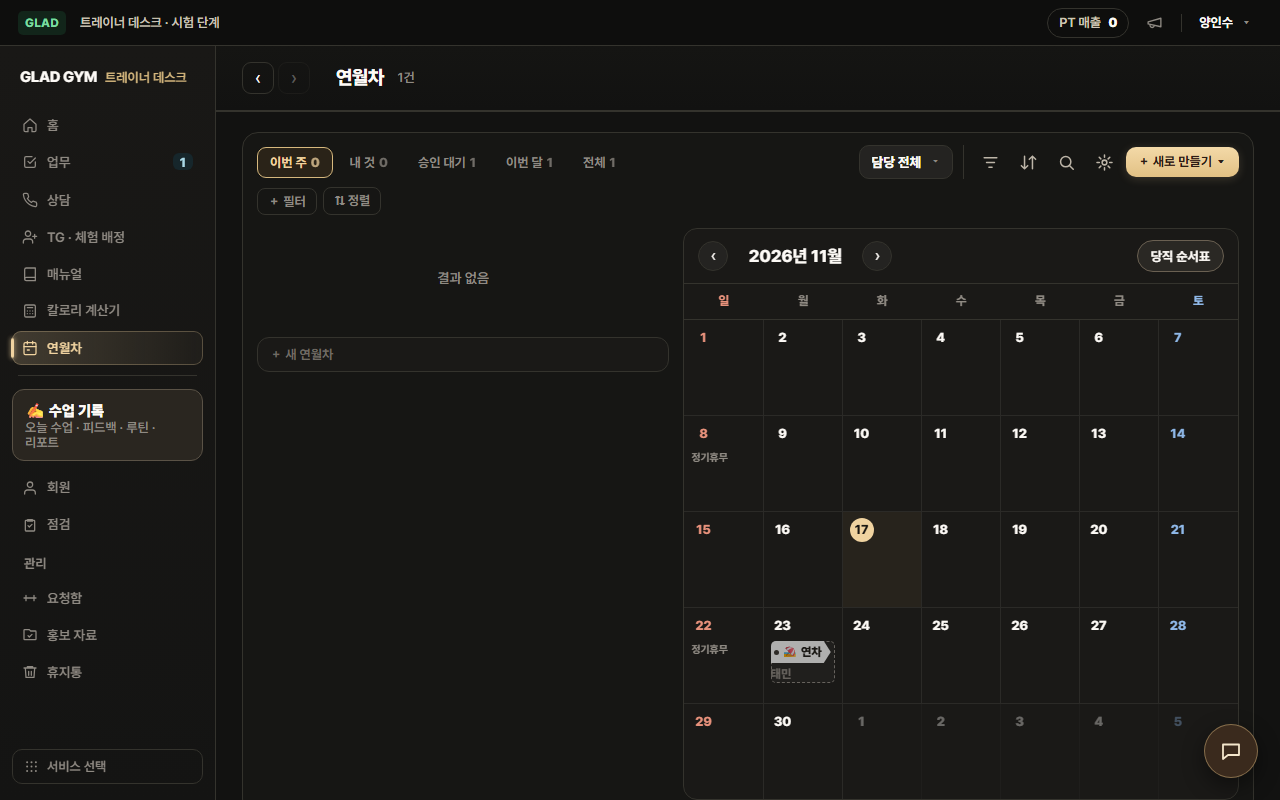 GLAD 트레이너 데스크 · 시험 단계
PT 매출 0
양인수
GLAD GYM 트레이너 데스크
홈
업무 1
상담
TG · 체험 배정
매뉴얼
칼로리 계산기
연월차
✍️ 수업 기록
오늘 수업 · 피드백 · 루틴 ·
리포트
회원
점검
관리
요청함
홍보 자료
휴지통
서비스 선택
연월차 1건
이번 주 0 내 것 0 승인 대기 1 이번 달 1 전체 1
담당 전체
+ 새로 만들기
+ 필터 정렬
결과 없음
+ 새 연월차
2026년 11월
당직 순서표
일 월 화 수 목 금 토
1 2 3 4 5 6 7
8 9 10 11 12 13 14
정기휴무
15 16 17 18 19 20 21
22 23 24 25 26 27 28
정기휴무 연차
태민
29 30 1 2 3 4 5